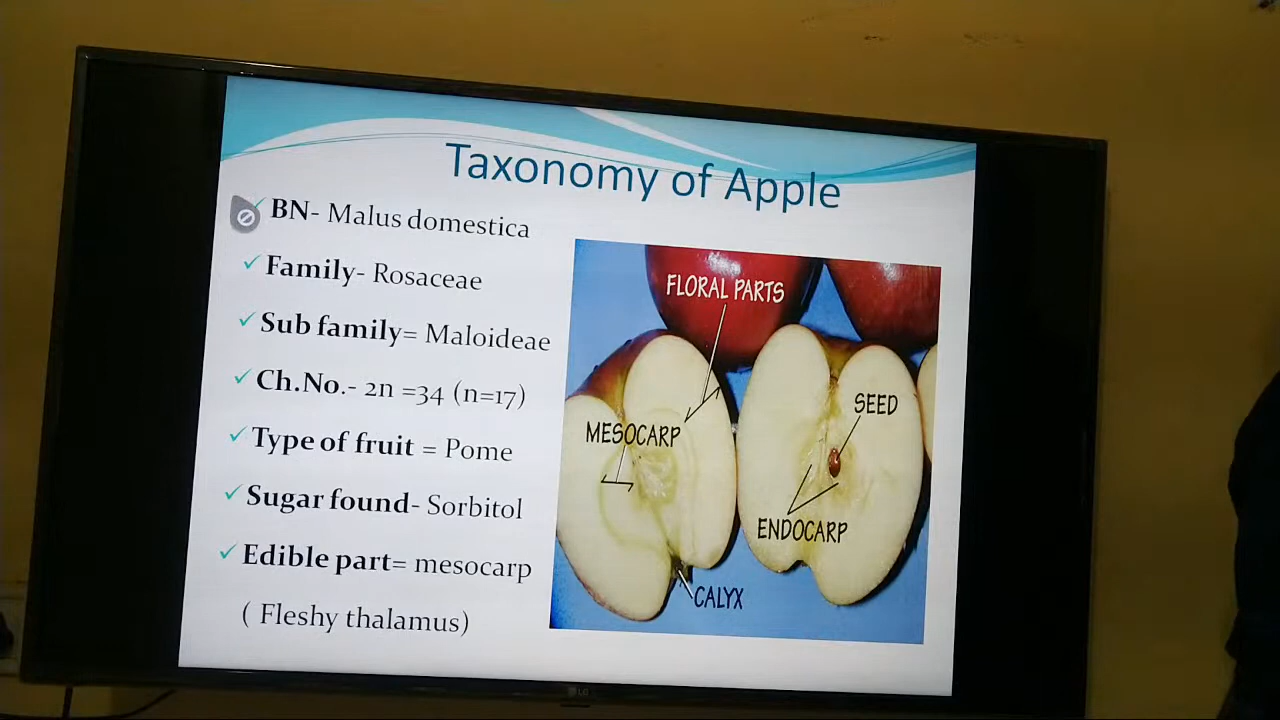 Taxonomy of Apple
BN- Malus domestica
Family- Rosaceae
Sub family= Maloideae
Ch.No.- 2n =34 (n=17)
Type of fruit = Pome
Sugar found- Sorbitol
Edible part= mesocarp
( Fleshy thalamus)
FLORAL PARTS
MESOCARP
SEED
ENDOCARP
CALYX
LG